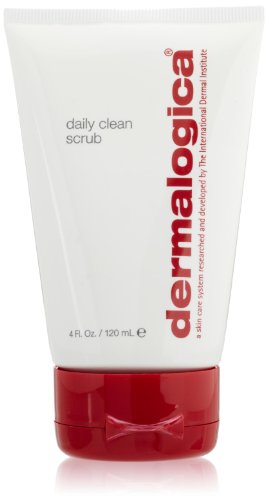 daily clean
scrub
4 Fl. Oz. / 120 mL ℮
dermalogica®
a skin care system researched and developed by The International Dermal Institute